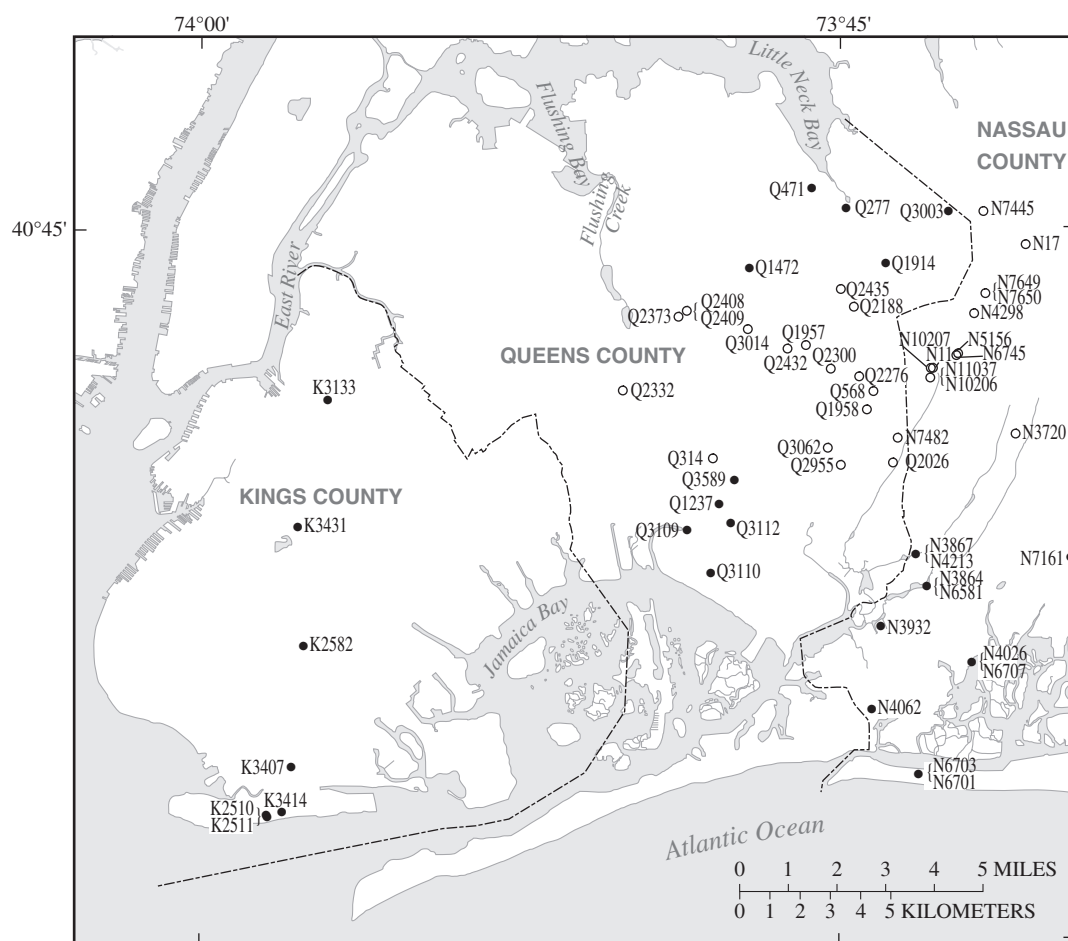 74°00'
73°45'
40°45'
Little Neck Bay
Flushing Bay
Flushing Creek
East River
NASSAU COUNTY
Q471
Q277
Q3003
N7445
N17
Q1472
Q1914
Q2435
Q2188
N7649
N7650
N4298
Q2373
Q2408
Q2409
Q3014
Q1957
Q2432
Q2300
N10207
N5156
N11
N6745
QUEENS COUNTY
Q2276
N11037
N10206
K3133
Q2332
Q568
Q1958
N3720
N7482
Q3062
Q2955
Q2026
Q314
Q3589
KINGS COUNTY
Q1237
K3431
Q3109
Q3112
N3867
N4213
N7161
Q3110
N3864
N6581
Jamaica Bay
N3932
K2582
N4026
N6707
N4062
K3407
N6703
N6701
K2510
K3414
K2511
Atlantic Ocean
0 1 2 3 4 5 MILES
0 1 2 3 4 5 KILOMETERS